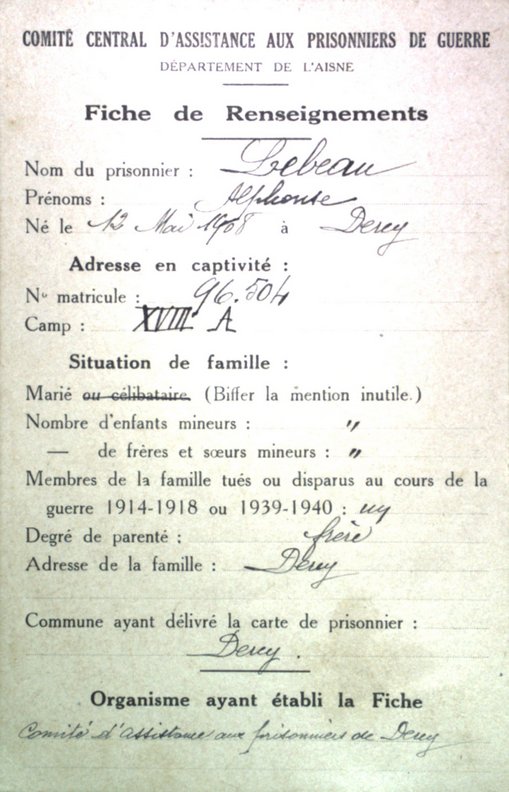 COMITÉ CENTRAL D'ASSISTANCE AUX PRISONNIERS DE GUERRE
DÉPARTEMENT DE L'AISNE
Fiche de Renseignements
Nom du prisonnier : Lebeau
Prénoms : Alphonse
Né le 12 Mai 1908 à Dercy
Adresse en captivité :
No matricule : 96.504
Camp : XVIII A
Situation de famille :
Marié ou célibataire. (Biffer la mention inutile.)
Nombre d'enfants mineurs : "
— de frères et sœurs mineurs : "
Membres de la famille tués ou disparus au cours de la
guerre 1914-1918 ou 1939-1940 : un
Degré de parenté : frère
Adresse de la famille : Dercy
Commune ayant délivré la carte de prisonnier :
Dercy.
Organisme ayant établi la Fiche
Comité d'assistance aux prisonniers de Dercy